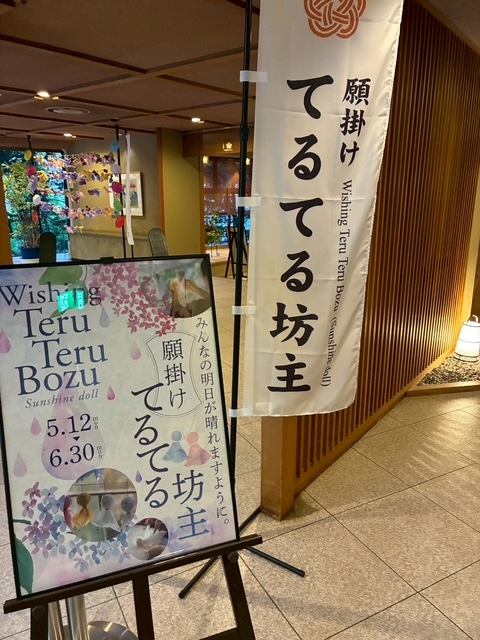 願掛け
てるてる坊主
Wishing Teru Teru Bozu (Sunshine doll)
Wishing
Teru
Teru
Bozu
Sunshine doll
5.12 mon
6.30 mon
みんなの明日が晴れますように。
願掛け
てるてる
坊主